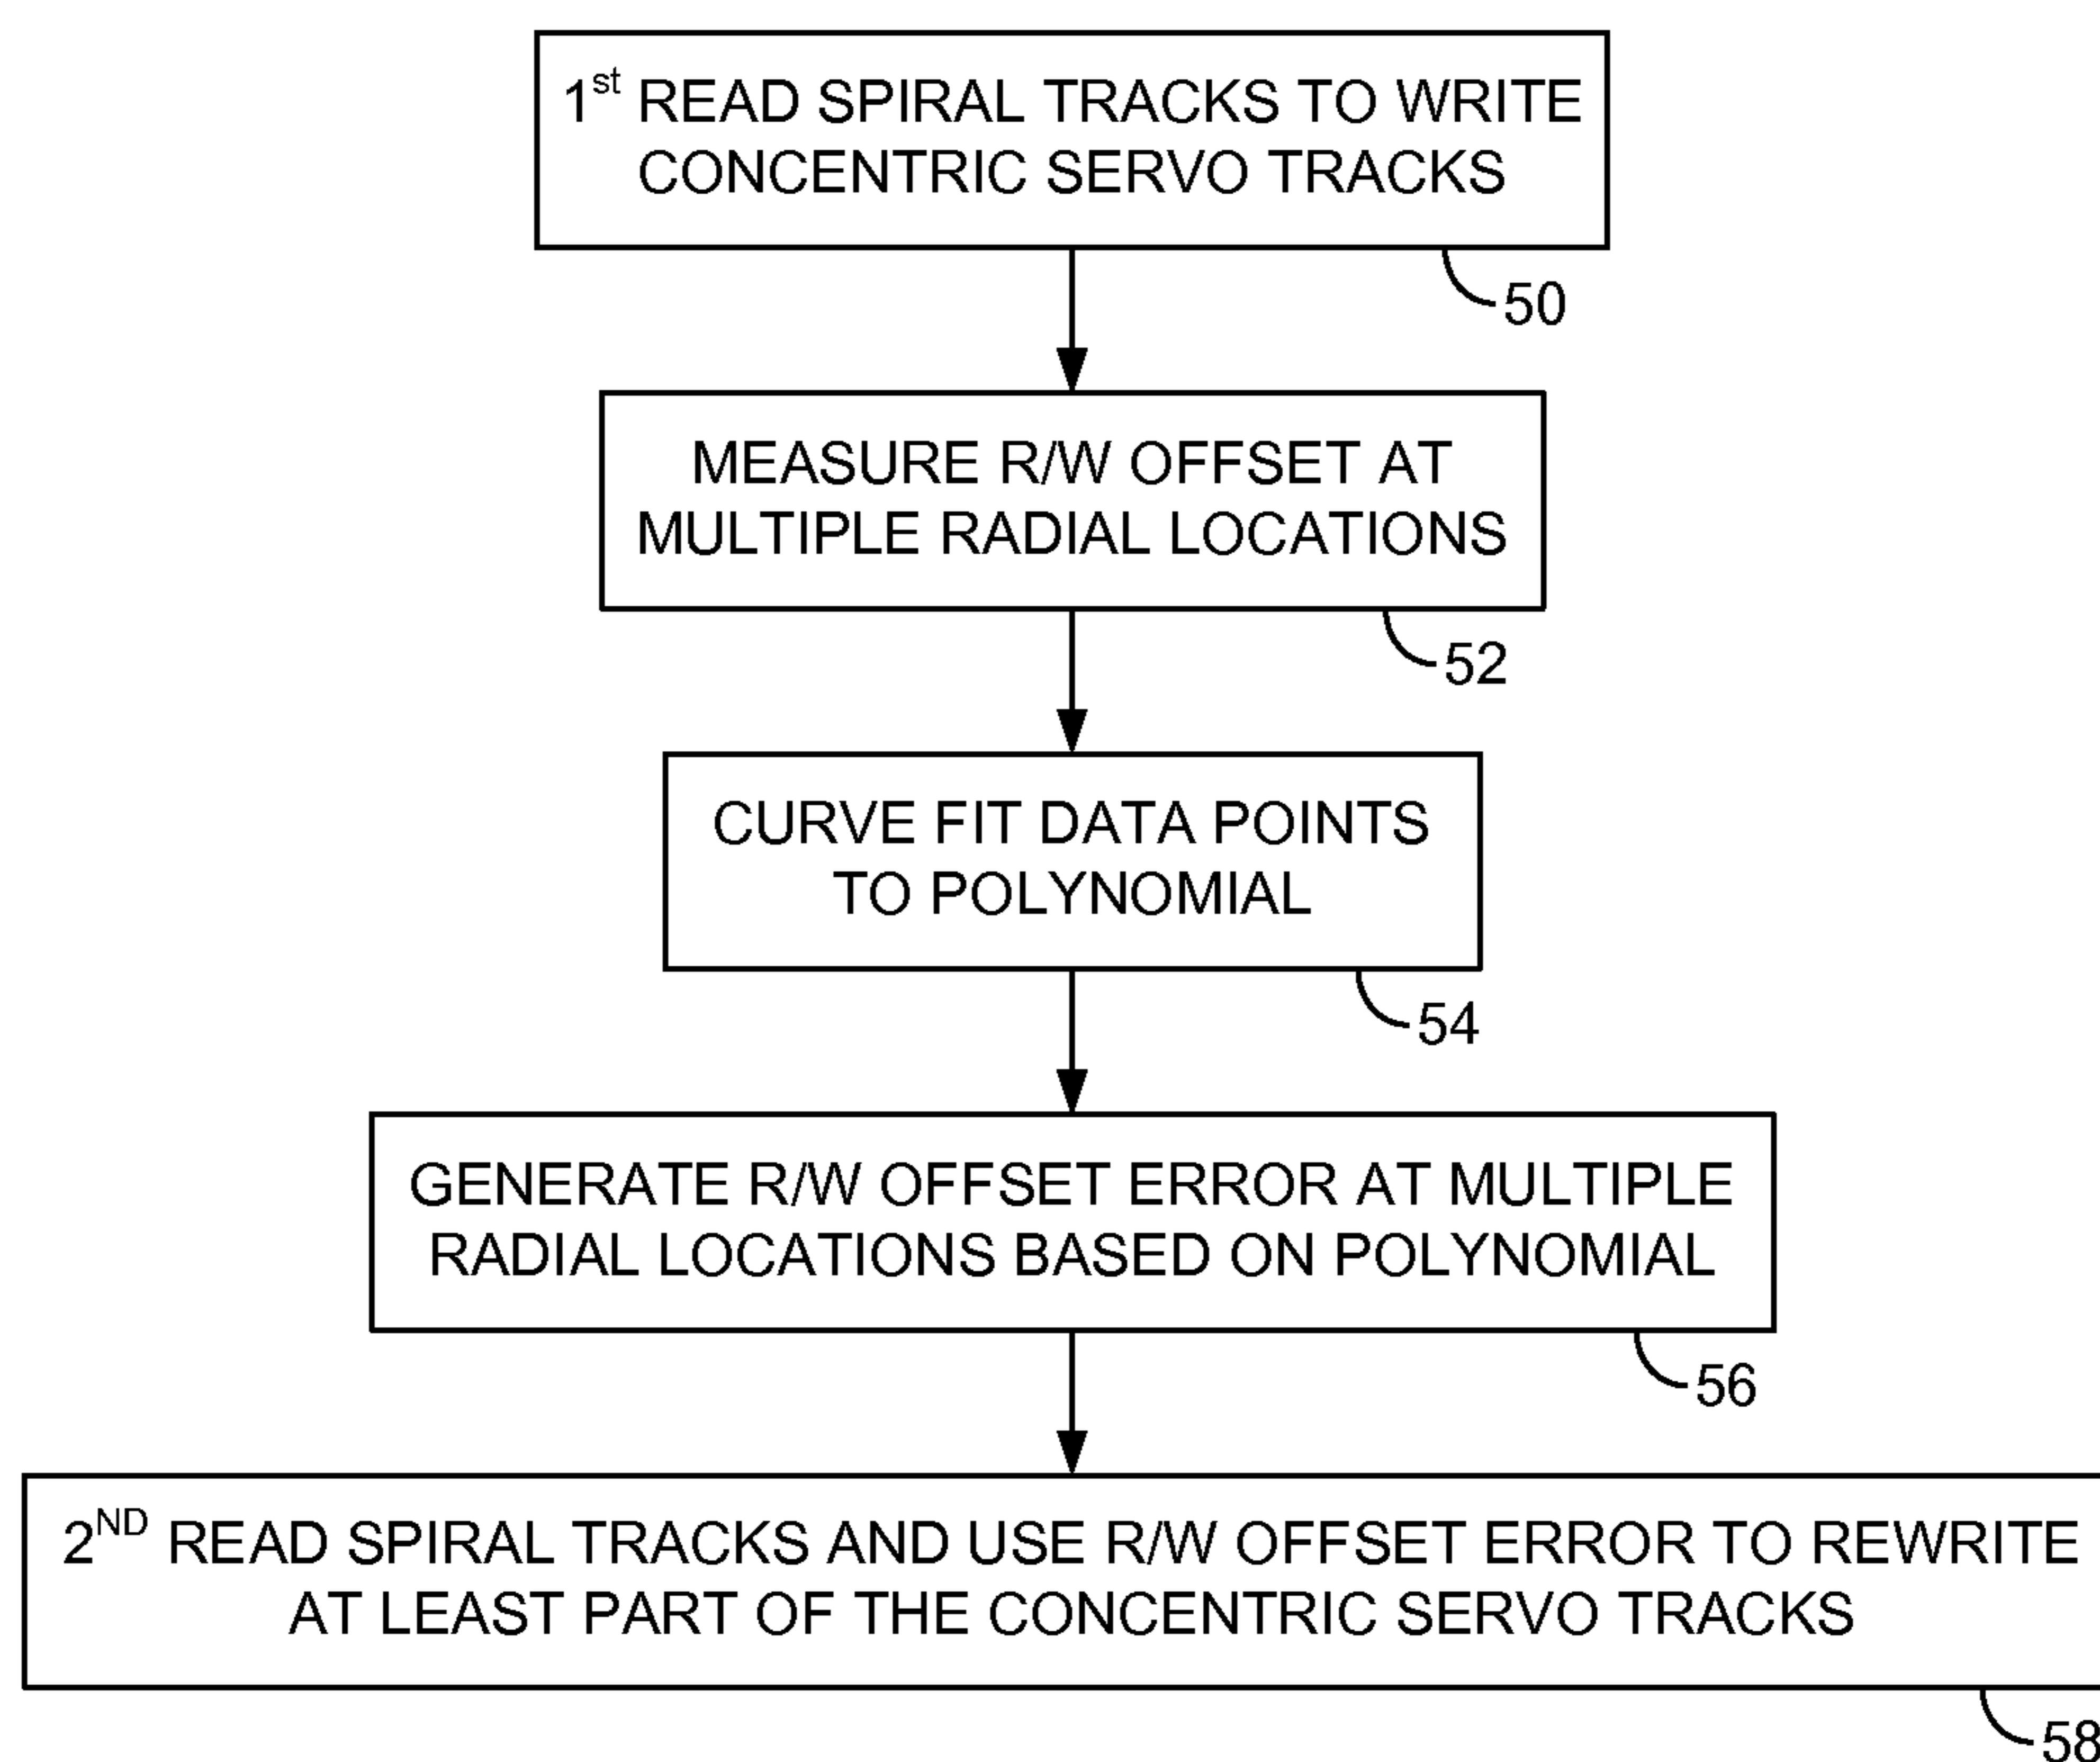 1st READ SPIRAL TRACKS TO WRITE
CONCENTRIC SERVO TRACKS
50
MEASURE R/W OFFSET AT
MULTIPLE RADIAL LOCATIONS
52
CURVE FIT DATA POINTS
TO POLYNOMIAL
54
GENERATE R/W OFFSET ERROR AT MULTIPLE
RADIAL LOCATIONS BASED ON POLYNOMIAL
56
2ND READ SPIRAL TRACKS AND USE R/W OFFSET ERROR TO REWRITE
AT LEAST PART OF THE CONCENTRIC SERVO TRACKS
58